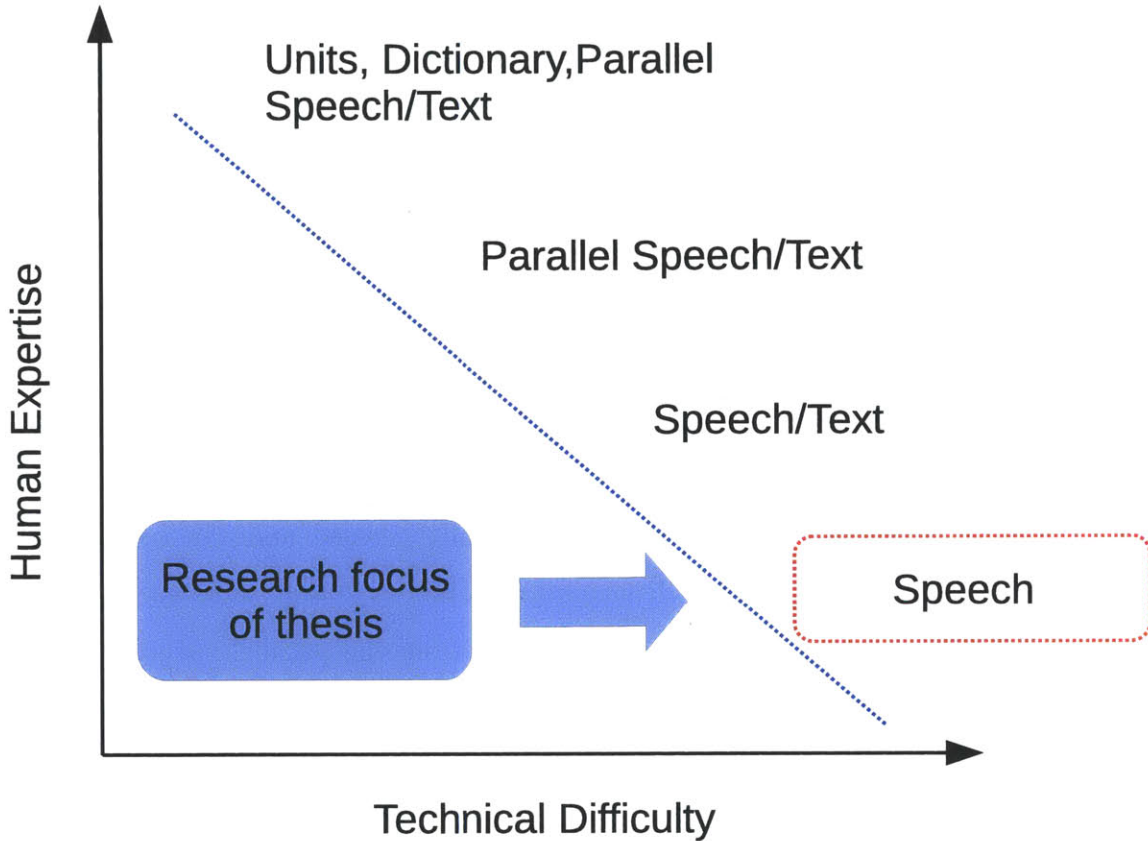 Units, Dictionary,Parallel
Speech/Text
Parallel Speech/Text
Speech/Text
Human Expertise
Research focus
of thesis
Speech
Technical Difficulty